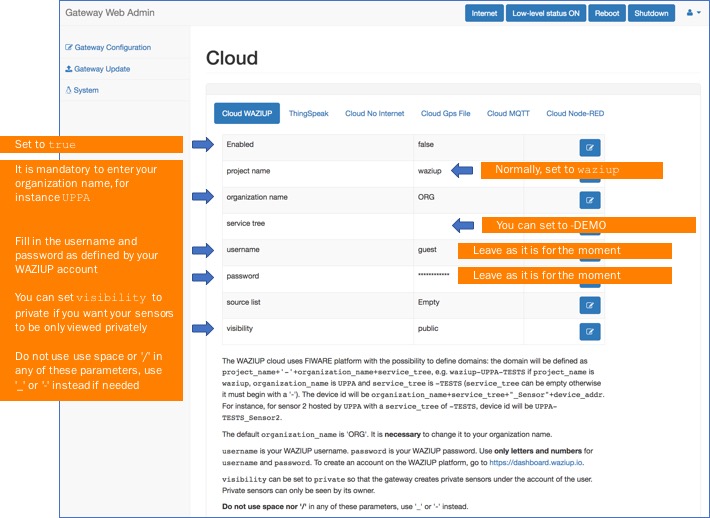 Gateway Web Admin
Internet
Low-level status ON
Reboot
Shutdown
Gateway Configuration
Gateway Update
System
Cloud
Cloud WAZIUP
ThingSpeak
Cloud No Internet
Cloud Gps File
Cloud MQTT
Cloud Node-RED
Set to true
Enabled
false
It is mandatory to enter your
organization name, for
instance UPPA
project name
waziup
Normally, set to waziup
organization name
ORG
service tree
You can set to -DEMO
Fill in the username and
password as defined by your
WAZIUP account
username
guest
Leave as it is for the moment
password
************
Leave as it is for the moment
You can set visibility to
private if you want your sensors
to be only viewed privately
source list
Empty
visibility
public
Do not use use space or '/' in
any of these parameters, use
'_' or '-' instead if needed
The WAZIUP cloud uses FIWARE platform with the possibility to define domains: the domain will be defined as
project_name+'-'+organization_name+service_tree, e.g. waziup-UPPA-TESTS if project_name is
waziup, organization_name is UPPA and service_tree is -TESTS (service_tree can be empty otherwise
it must begin with a '-'). The device id will be organization_name+service_tree+"_Sensor"+device_addr.
For instance, for sensor 2 hosted by UPPA with a service_tree of -TESTS, device id will be UPPA-
TESTS_Sensor2.
The default organization_name is 'ORG'. It is necessary to change it to your organization name.
username is your WAZIUP username. password is your WAZIUP password. Use only letters and numbers for
username and password. To create an account on the WAZIUP platform, go to https://dashboard.waziup.io.
visibility can be set to private so that the gateway creates private sensors under the account of the user.
Private sensors can only be seen by its owner.
Do not use space nor '/' in any of these parameters, use '_' or '-' instead.